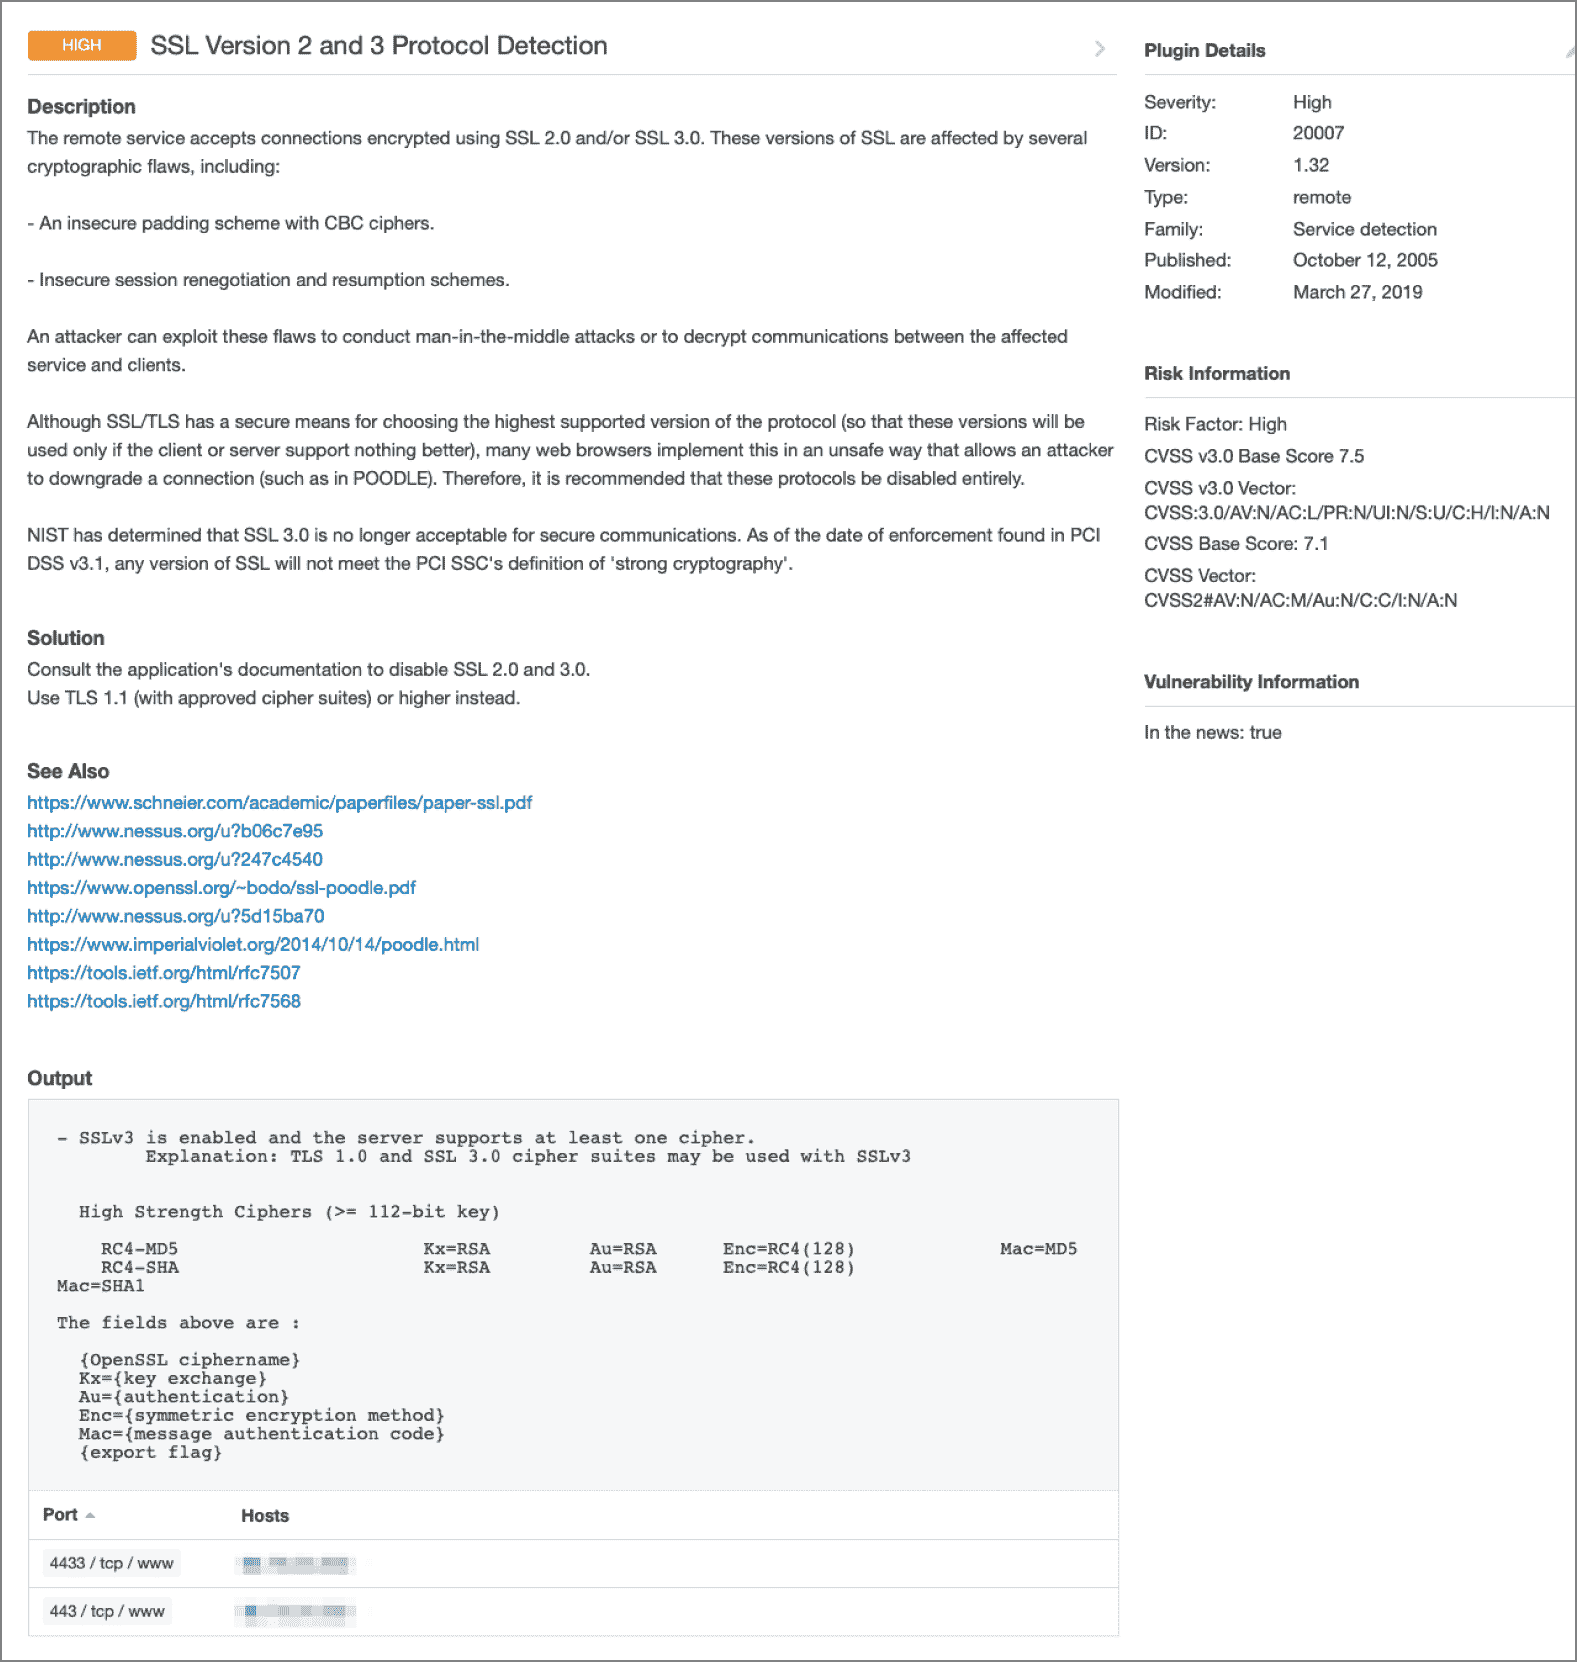 HIGH
SSL Version 2 and 3 Protocol Detection
Description
The remote service accepts connections encrypted using SSL 2.0 and/or SSL 3.0. These versions of SSL are affected by several
cryptographic flaws, including:
- An insecure padding scheme with CBC ciphers.
- Insecure session renegotiation and resumption schemes.
An attacker can exploit these flaws to conduct man-in-the-middle attacks or to decrypt communications between the affected
service and clients.
Although SSL/TLS has a secure means for choosing the highest supported version of the protocol (so that these versions will be
used only if the client or server support nothing better), many web browsers implement this in an unsafe way that allows an attacker
to downgrade a connection (such as in POODLE). Therefore, it is recommended that these protocols be disabled entirely.
NIST has determined that SSL 3.0 is no longer acceptable for secure communications. As of the date of enforcement found in PCI
DSS v3.1, any version of SSL will not meet the PCI SSC's definition of 'strong cryptography'.
Solution
Consult the application's documentation to disable SSL 2.0 and 3.0.
Use TLS 1.1 (with approved cipher suites) or higher instead.
See Also
https://www.schneier.com/academic/paperfiles/paper-ssl.pdf
http://www.nessus.org/u?b06c7e95
http://www.nessus.org/u?247c4540
https://www.openssl.org/~bodo/ssl-poodle.pdf
http://www.nessus.org/u?5d15ba70
https://www.imperialviolet.org/2014/10/14/poodle.html
https://tools.ietf.org/html/rfc7507
https://tools.ietf.org/html/rfc7568
Output
- SSLv3 is enabled and the server supports at least one cipher.
Explanation: TLS 1.0 and SSL 3.0 cipher suites may be used with SSLv3
High Strength Ciphers (>= 112-bit key)
RC4-MD5 Kx=RSA Au=RSA Enc=RC4(128) Mac=MD5
RC4-SHA Kx=RSA Au=RSA Enc=RC4(128)
Mac=SHA1
The fields above are :
{OpenSSL ciphername}
Kx={key exchange}
Au={authentication}
Enc={symmetric encryption method}
Mac={message authentication code}
{export flag}
Port Hosts
4433 / tcp / www
443 / tcp / www
Plugin Details
Severity: High
ID: 20007
Version: 1.32
Type: remote
Family: Service detection
Published: October 12, 2005
Modified: March 27, 2019
Risk Information
Risk Factor: High
CVSS v3.0 Base Score 7.5
CVSS v3.0 Vector:
CVSS:3.0/AV:N/AC:L/PR:N/UI:N/S:U/C:H/I:N/A:N
CVSS Base Score: 7.1
CVSS Vector:
CVSS2#AV:N/AC:M/Au:N/C:C/I:N/A:N
Vulnerability Information
In the news: true